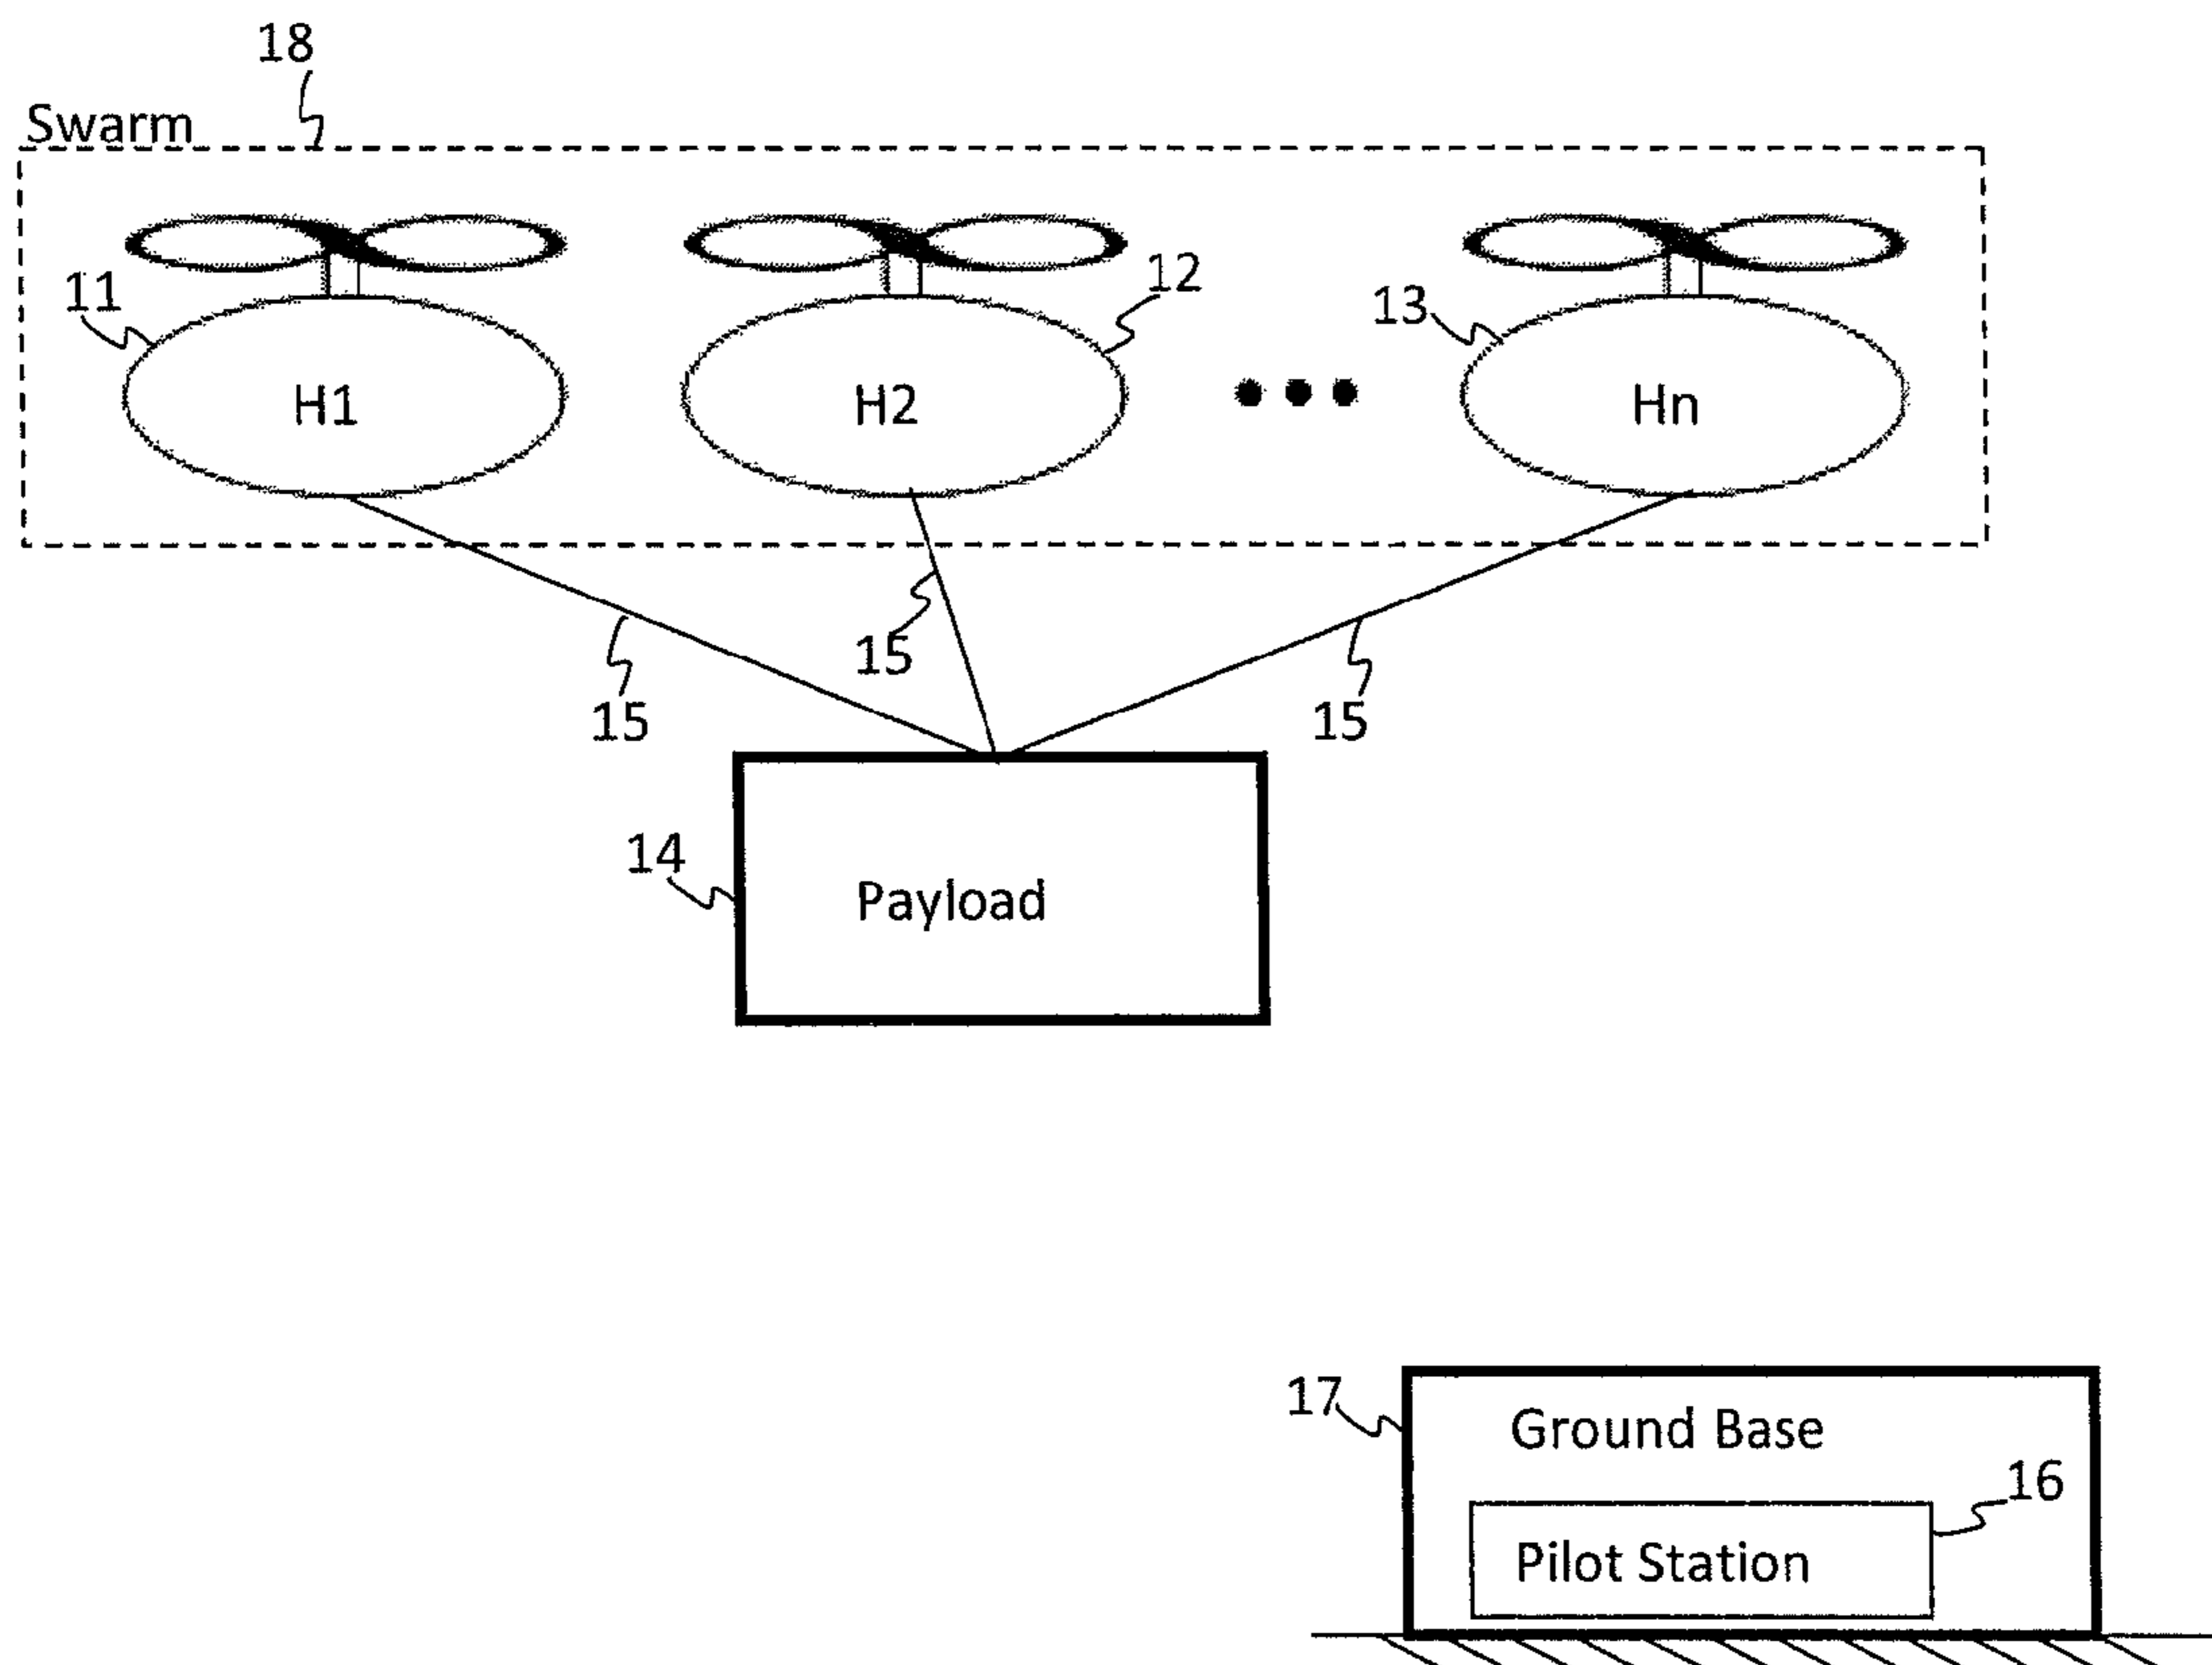 18
Swarm
11
12
13
H1
H2
Hn
15
15
15
14
Payload
17
Ground Base
16
Pilot Station